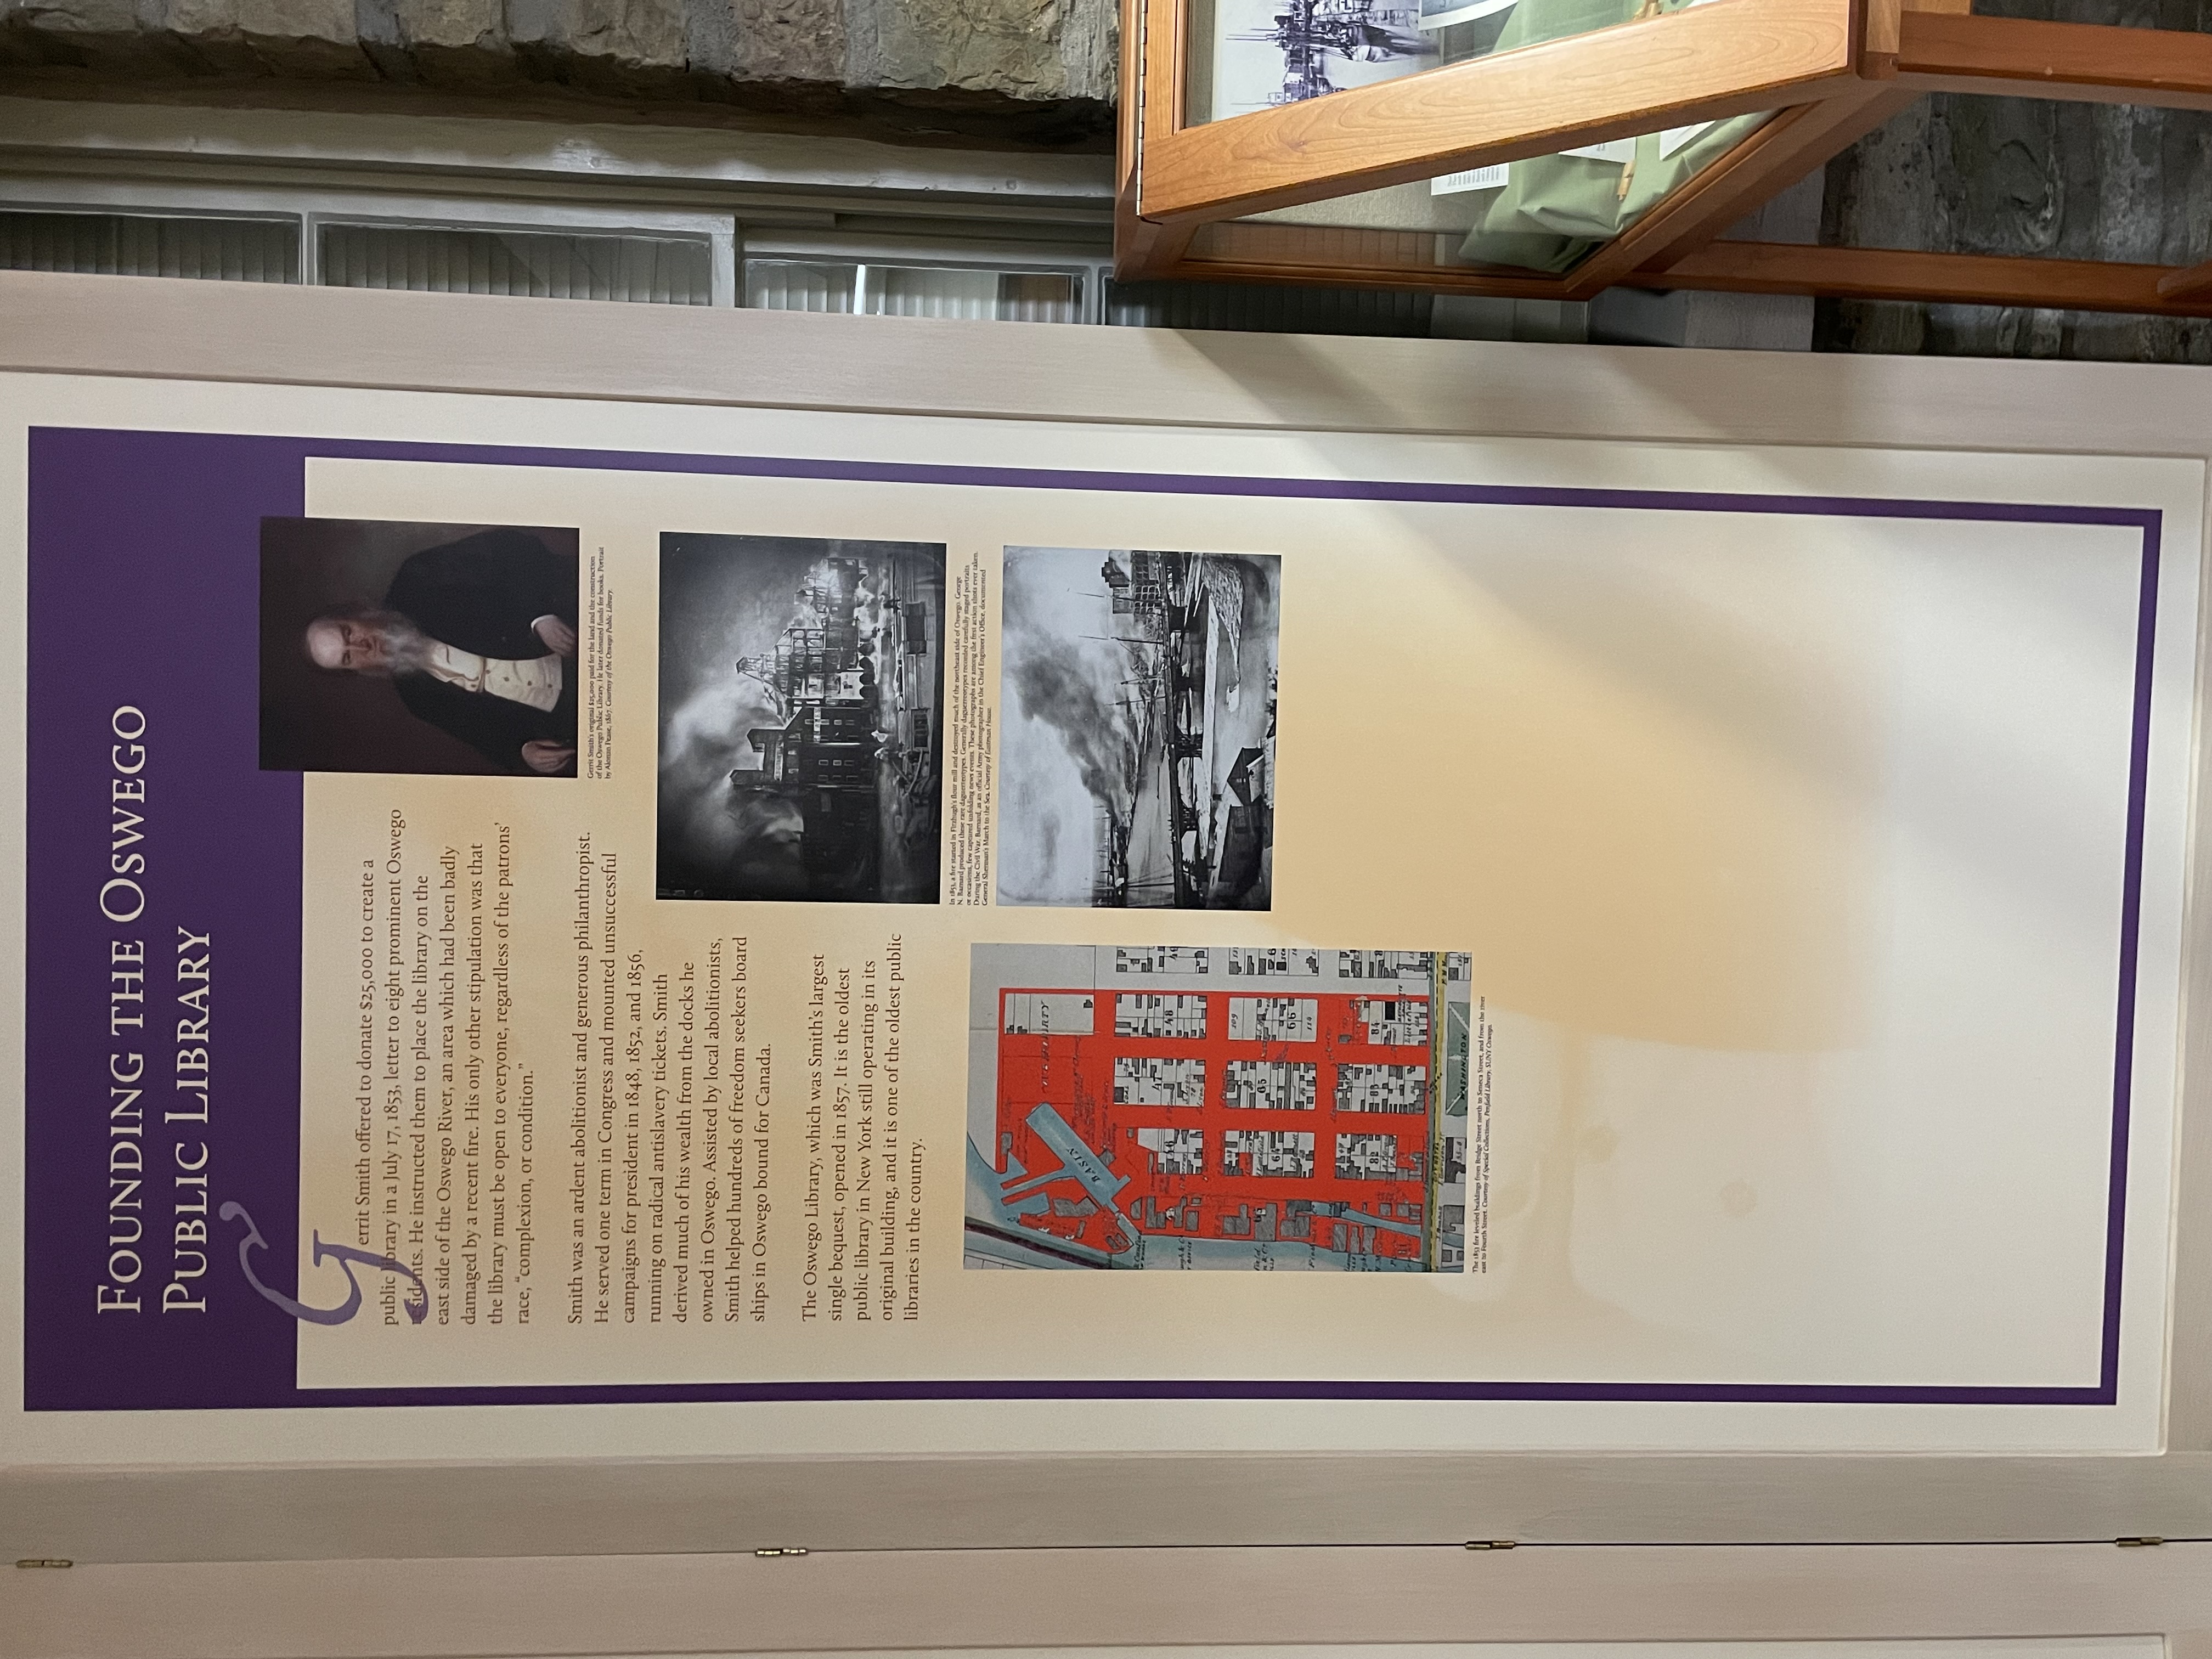 FOUNDING THE OSWEGO
PUBLIC LIBRARY
Gerrit Smith offered to donate $25,000 to create a
public library in a July 17, 1853, letter to eight prominent Oswego
residents. He instructed them to place the library on the
east side of the Oswego River, an area which had been badly
damaged by a recent fire. His only other stipulation was that
the library must be open to everyone, regardless of the patrons'
race, “complexion, or condition.”
Smith was an ardent abolitionist and generous philanthropist.
He served one term in Congress and mounted unsuccessful
campaigns for president in 1848, 1852, and 1856,
running on radical antislavery tickets. Smith
derived much of his wealth from the docks he
owned in Oswego. Assisted by local abolitionists,
Smith helped hundreds of freedom seekers board
ships in Oswego bound for Canada.
The Oswego Library, which was Smith's largest
single bequest, opened in 1857. It is the oldest
public library in New York still operating in its
original building, and it is one of the oldest public
libraries in the country.
Gerrit Smith's original $25,000 paid for the land and the construction
of the Oswego Public Library. He later donated funds for books. Portrait
by Alonzo Pease, 1867. Courtesy of the Oswego Public Library.
In 1853, a fire started in Fitzhugh's flour mill and destroyed much of the northeast side of Oswego. George
N. Barnard produced these rare daguerreotypes. Generally daguerreotypes recorded carefully staged portraits
or occasions, few captured unfolding news events. These photographs are among the first action shots ever taken.
During the Civil War, Barnard, as an official Army photographer in the Chief Engineer's Office, documented
General Sherman's March to the Sea. Courtesy of Eastman House.
BASIN
46
47
48
109
64
65
66
114
82
83
84
WASHINGTON
The 1853 fire leveled buildings from Bridge Street north to Seneca Street, and from the river
east to Fourth Street. Courtesy of Special Collections, Penfield Library, SUNY Oswego.